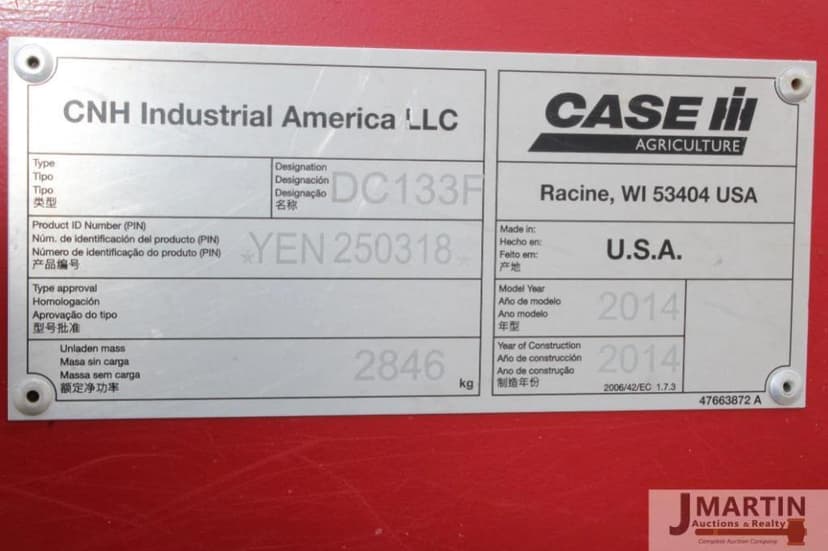 CNH Industrial America LLC
Type
Tipo
Tipo
类型
Designation
Designación
Designação
名称
DC133F
Product ID Number (PIN)
Núm. de identificación del producto (PIN)
Número de identificação do produto (PIN)
产品编号
*YEN250318*
Type approval
Homologación
Aprovação do tipo
型号批准
Unladen mass
Masa sin carga
Massa sem carga
额定净功率
2846
kg
CASE IH
AGRICULTURE
Racine, WI 53404 USA
Made in:
Hecho en:
Feito em:
产地
U.S.A.
Model Year
Año de modelo
Ano modelo
年型
2014
Year of Construction
Año de construcción
Ano de construção
制造年份
2014
2006/42/EC 1.7.3
47663872 A
J MARTIN
Auctions & Realty
Complete Auction Company